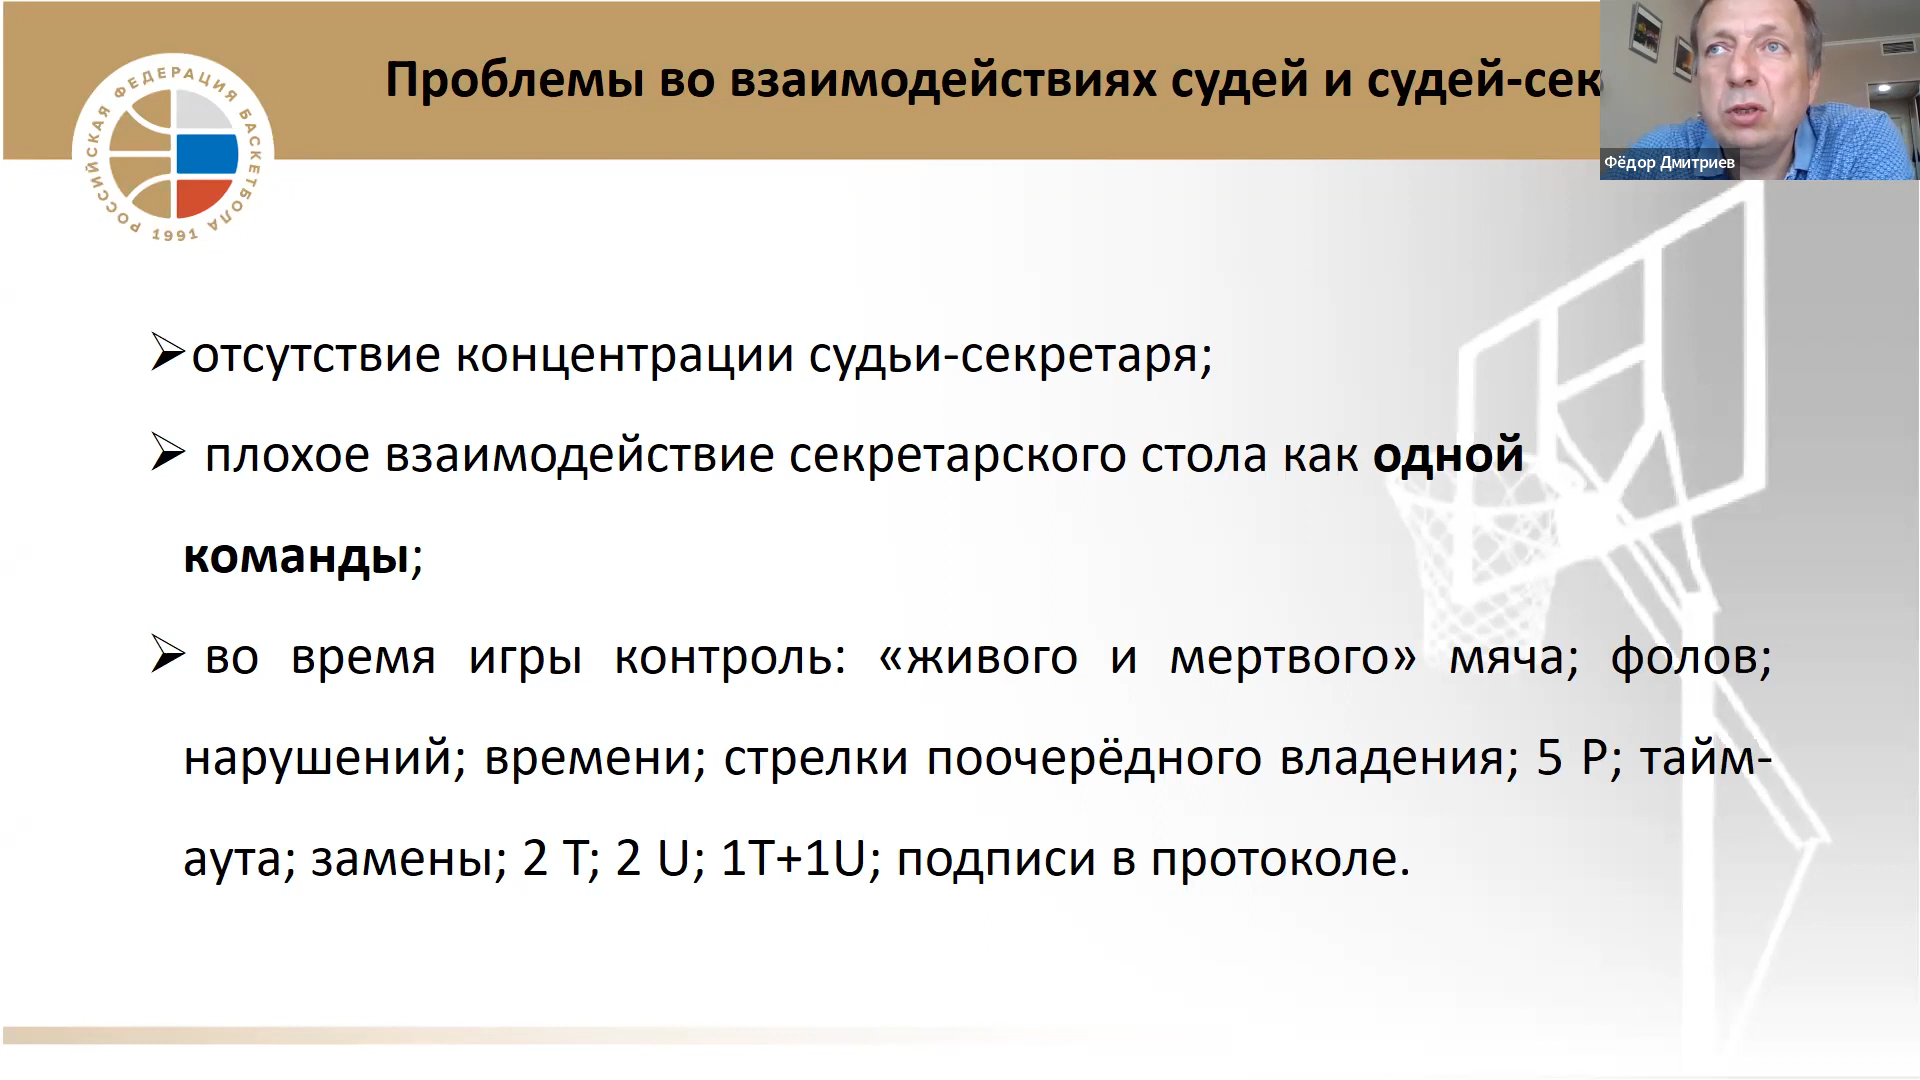 Проблемы во взаимодействиях судей и судей-сек
Фёдор Дмитриев
РОССИЙСКАЯ ФЕДЕРАЦИЯ БАСКЕТБОЛА
1991
отсутствие концентрации судьи-секретаря;
плохое взаимодействие секретарского стола как одной
команды;
во время игры контроль: «живого и мертвого» мяча; фолов;
нарушений; времени; стрелки поочерёдного владения; 5 Р; тайм-
аута; замены; 2 Т; 2 U; 1Т+1U; подписи в протоколе.